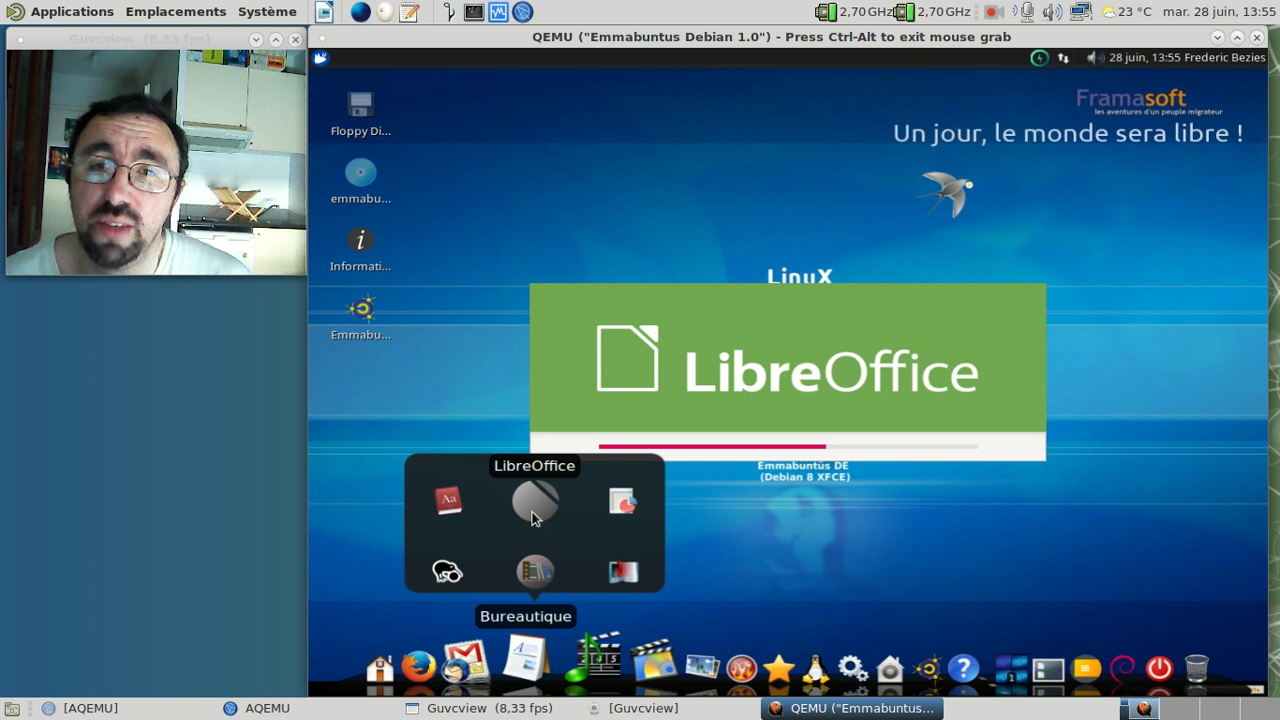 Applications Emplacements Système
2,70 GHz 2,70 GHz 23 °C mar. 28 juin, 13:55
Guvcview (8,33 fps)
QEMU ("Emmabuntus Debian 1.0") - Press Ctrl-Alt to exit mouse grab
28 juin, 13:55 Frederic Bezies
Framasoft
les aventures d'un peuple migrateur
Un jour, le monde sera libre !
Floppy Di...
emmabu...
Informati...
Emmabu...
LinuX
LibreOffice
Emmabuntüs DE
(Debian 8 XFCE)
LibreOffice
Aa
Bureautique
[AQEMU] AQEMU Guvcview (8,33 fps) [Guvcview] QEMU ("Emmabuntus...